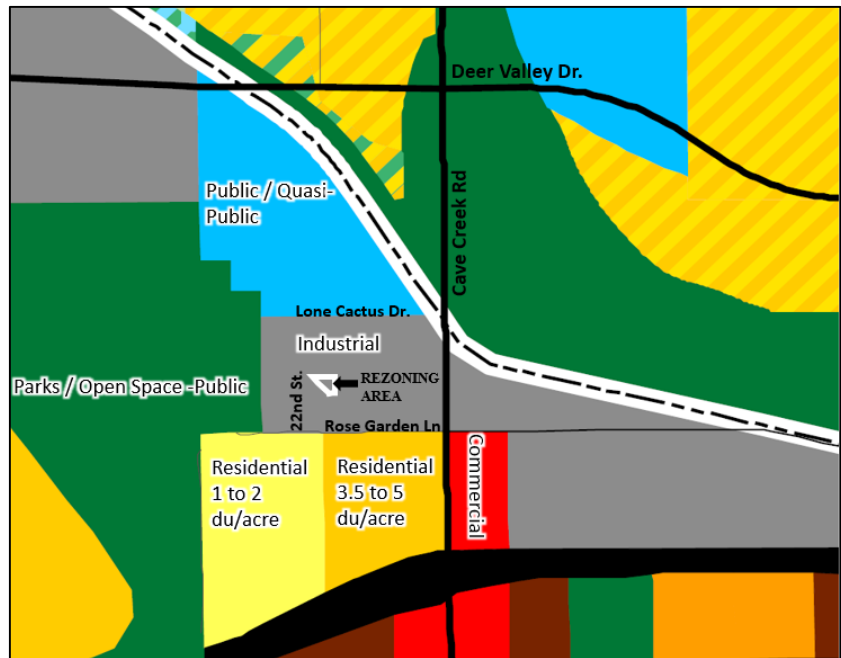 Deer Valley Dr.
Public / Quasi-
Public
Cave Creek Rd
Lone Cactus Dr.
Industrial
Parks / Open Space -Public
22nd St.
REZONING
AREA
Rose Garden Ln
Residential
1 to 2
du/acre
Residential
3.5 to 5
du/acre
Commercial